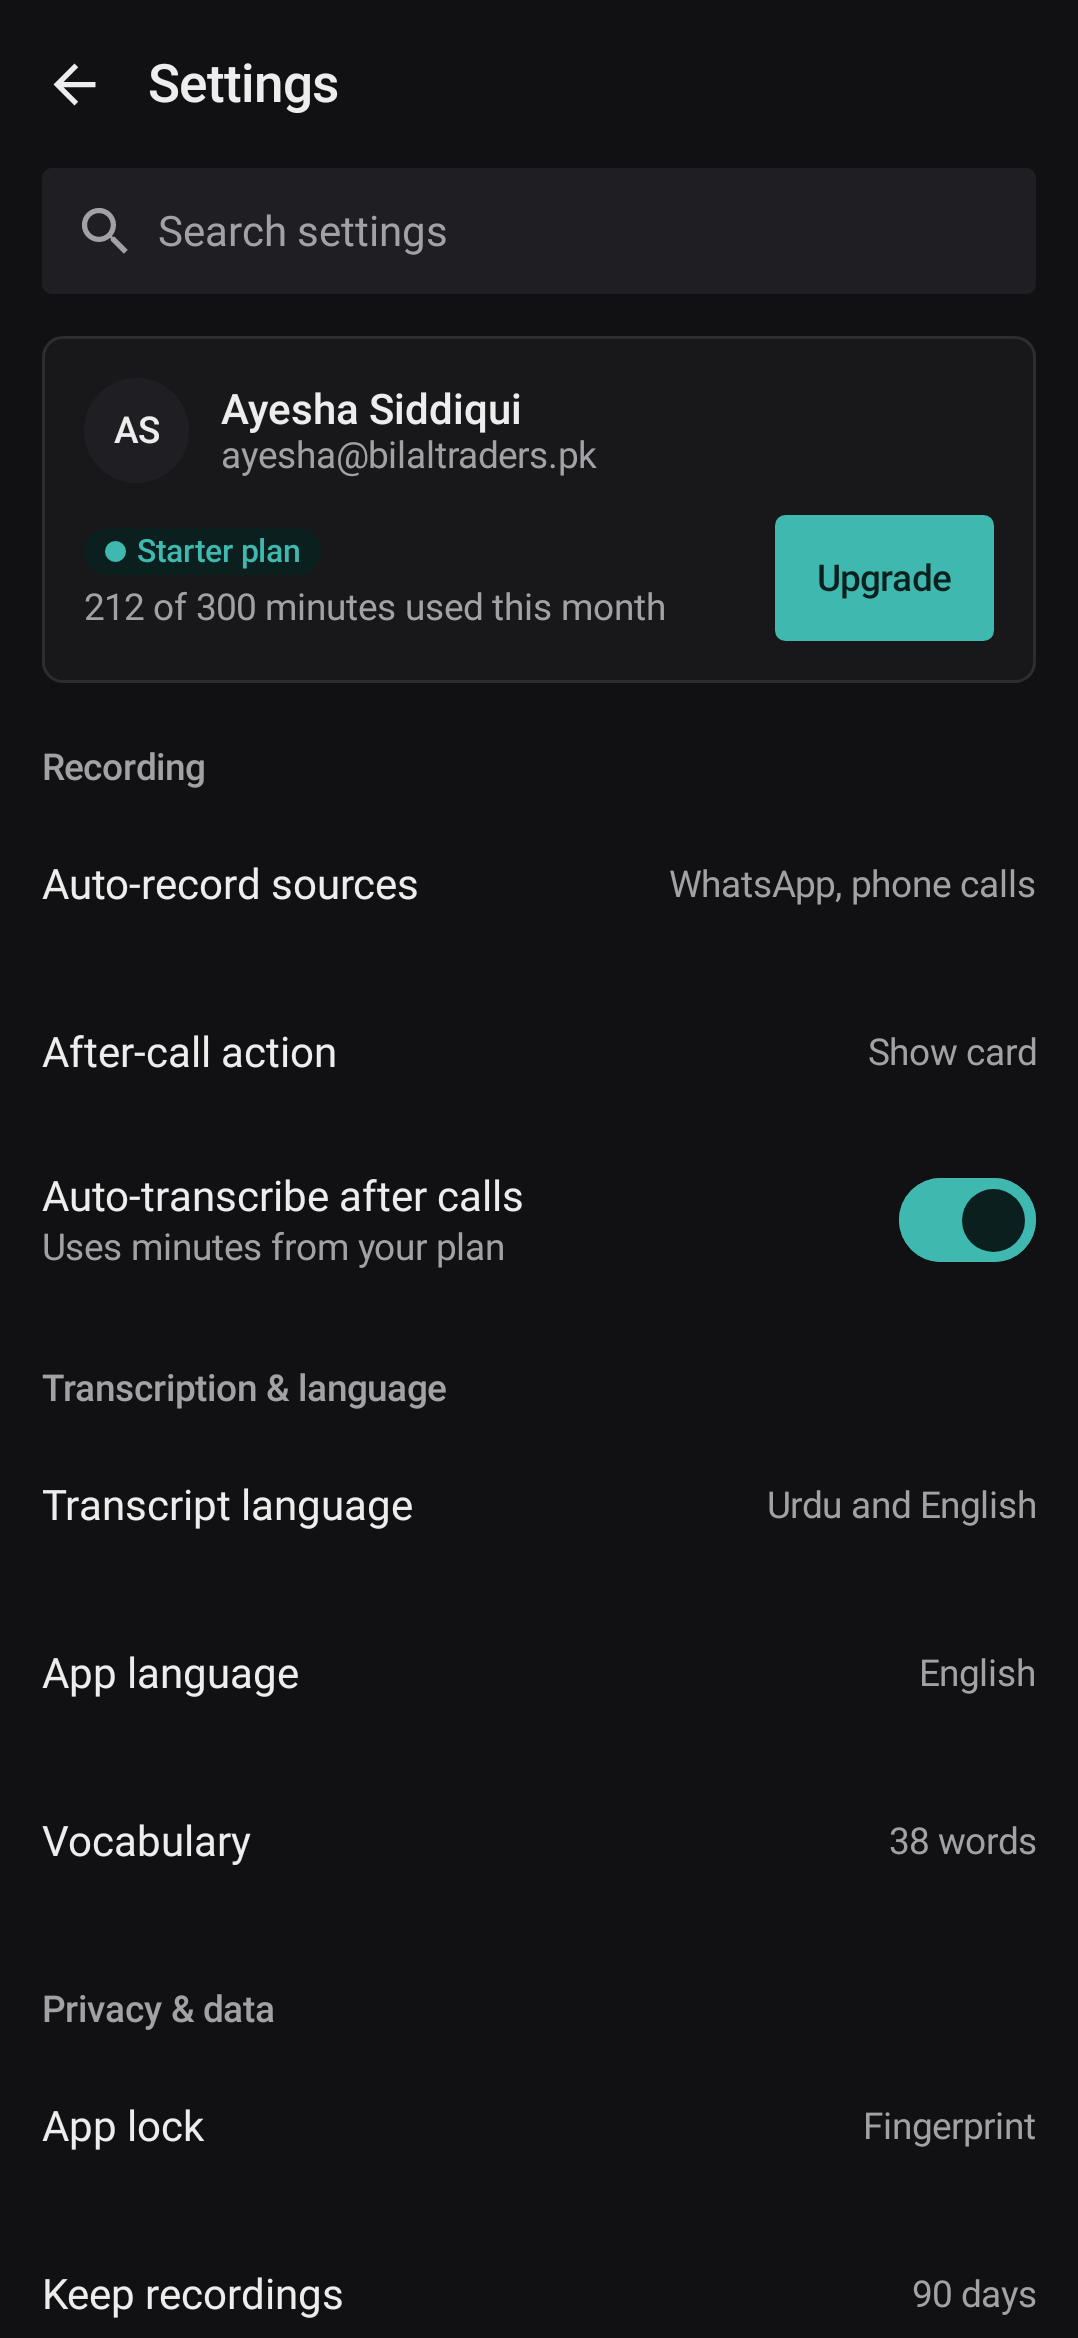 Settings
Search settings
AS
Ayesha Siddiqui
ayesha@bilaltraders.pk
Starter plan
212 of 300 minutes used this month
Upgrade
Recording
Auto-record sources
WhatsApp, phone calls
After-call action
Show card
Auto-transcribe after calls
Uses minutes from your plan
Transcription & language
Transcript language
Urdu and English
App language
English
Vocabulary
38 words
Privacy & data
App lock
Fingerprint
Keep recordings
90 days